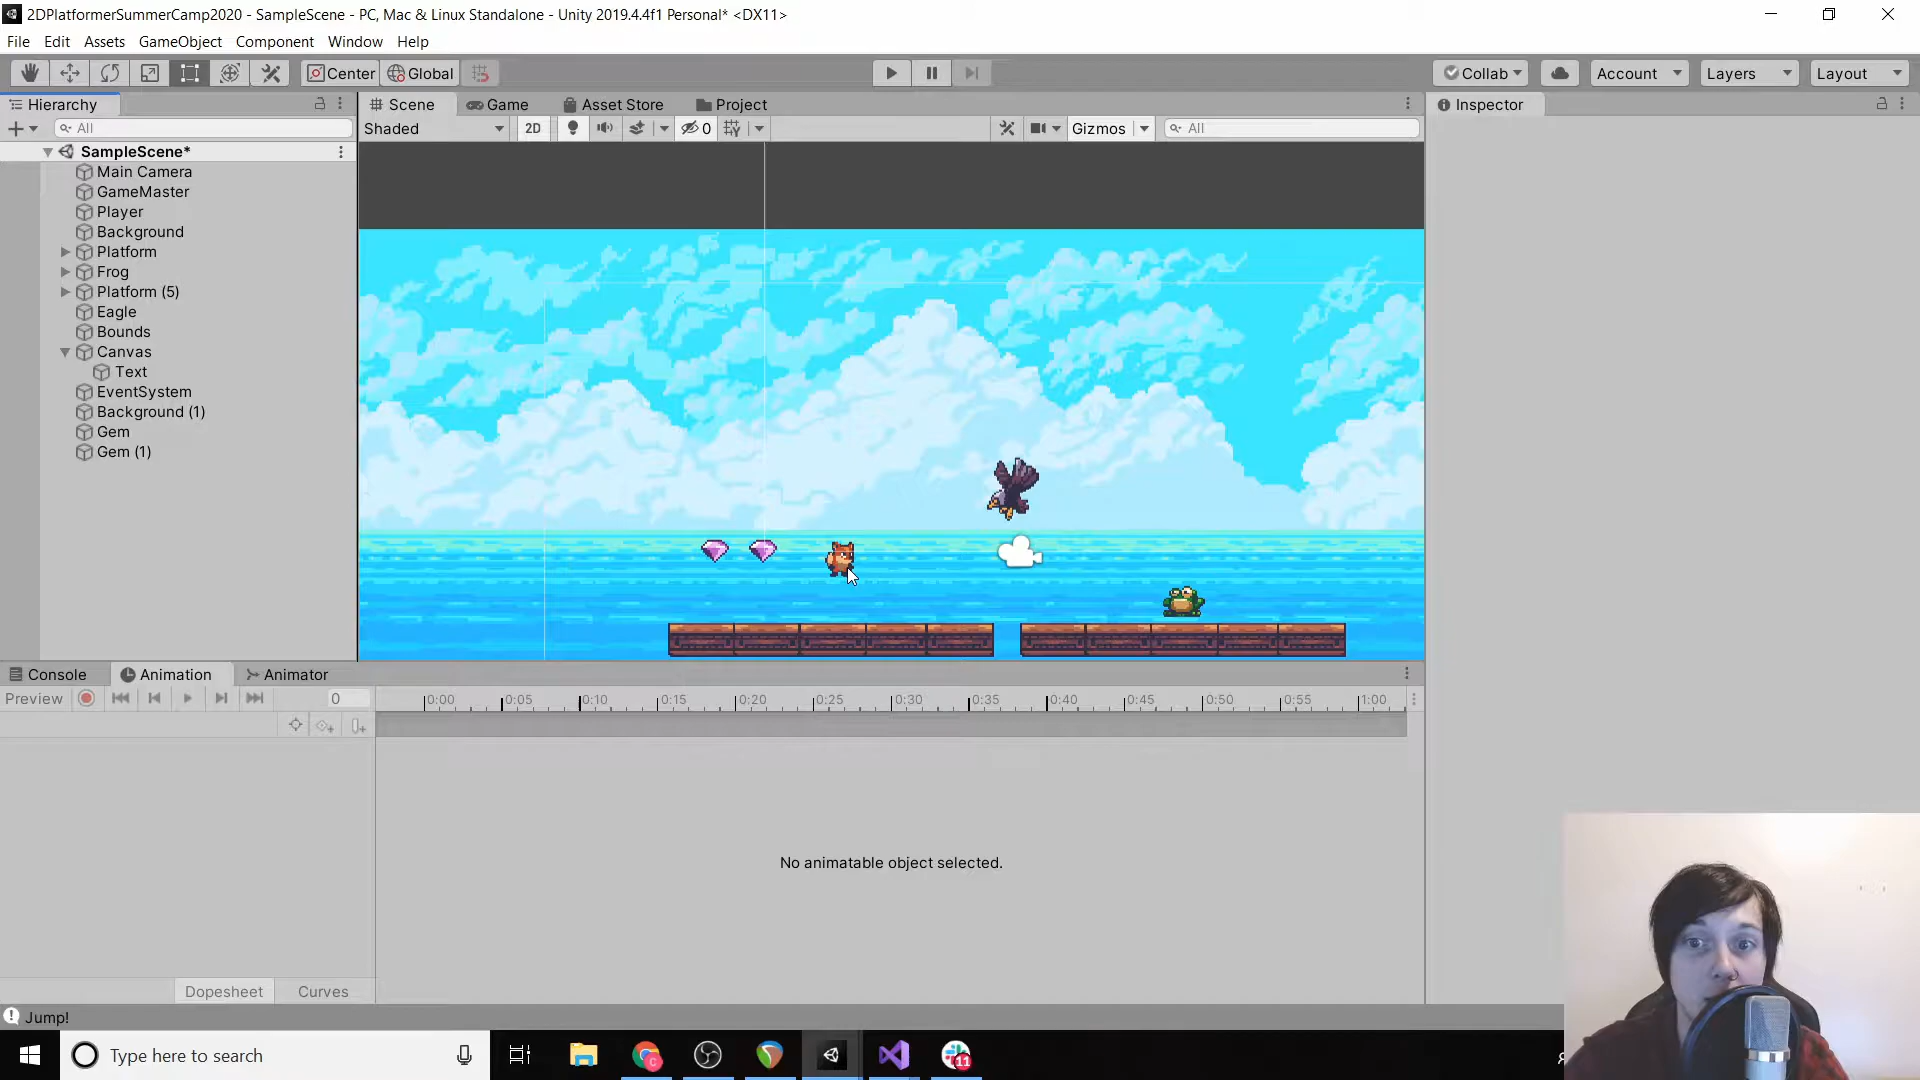 2DPlatformerSummerCamp2020 - SampleScene - PC, Mac & Linux Standalone - Unity 2019.4.4f1 Personal* <DX11>
File Edit Assets GameObject Component Window Help
Center Global Collab Account Layers Layout
Hierarchy Scene Game Asset Store Project Inspector
All Shaded 2D 0 Gizmos All
SampleScene*
Main Camera
GameMaster
Player
Background
Platform
Frog
Platform (5)
Eagle
Bounds
Canvas
Text
EventSystem
Background (1)
Gem
Gem (1)
Console Animation Animator
Preview 0 0:00 0:05 0:10 0:15 0:20 0:25 0:30 0:35 0:40 0:45 0:50 0:55 1:00
No animatable object selected.
Dopesheet Curves
Jump!
Type here to search
11